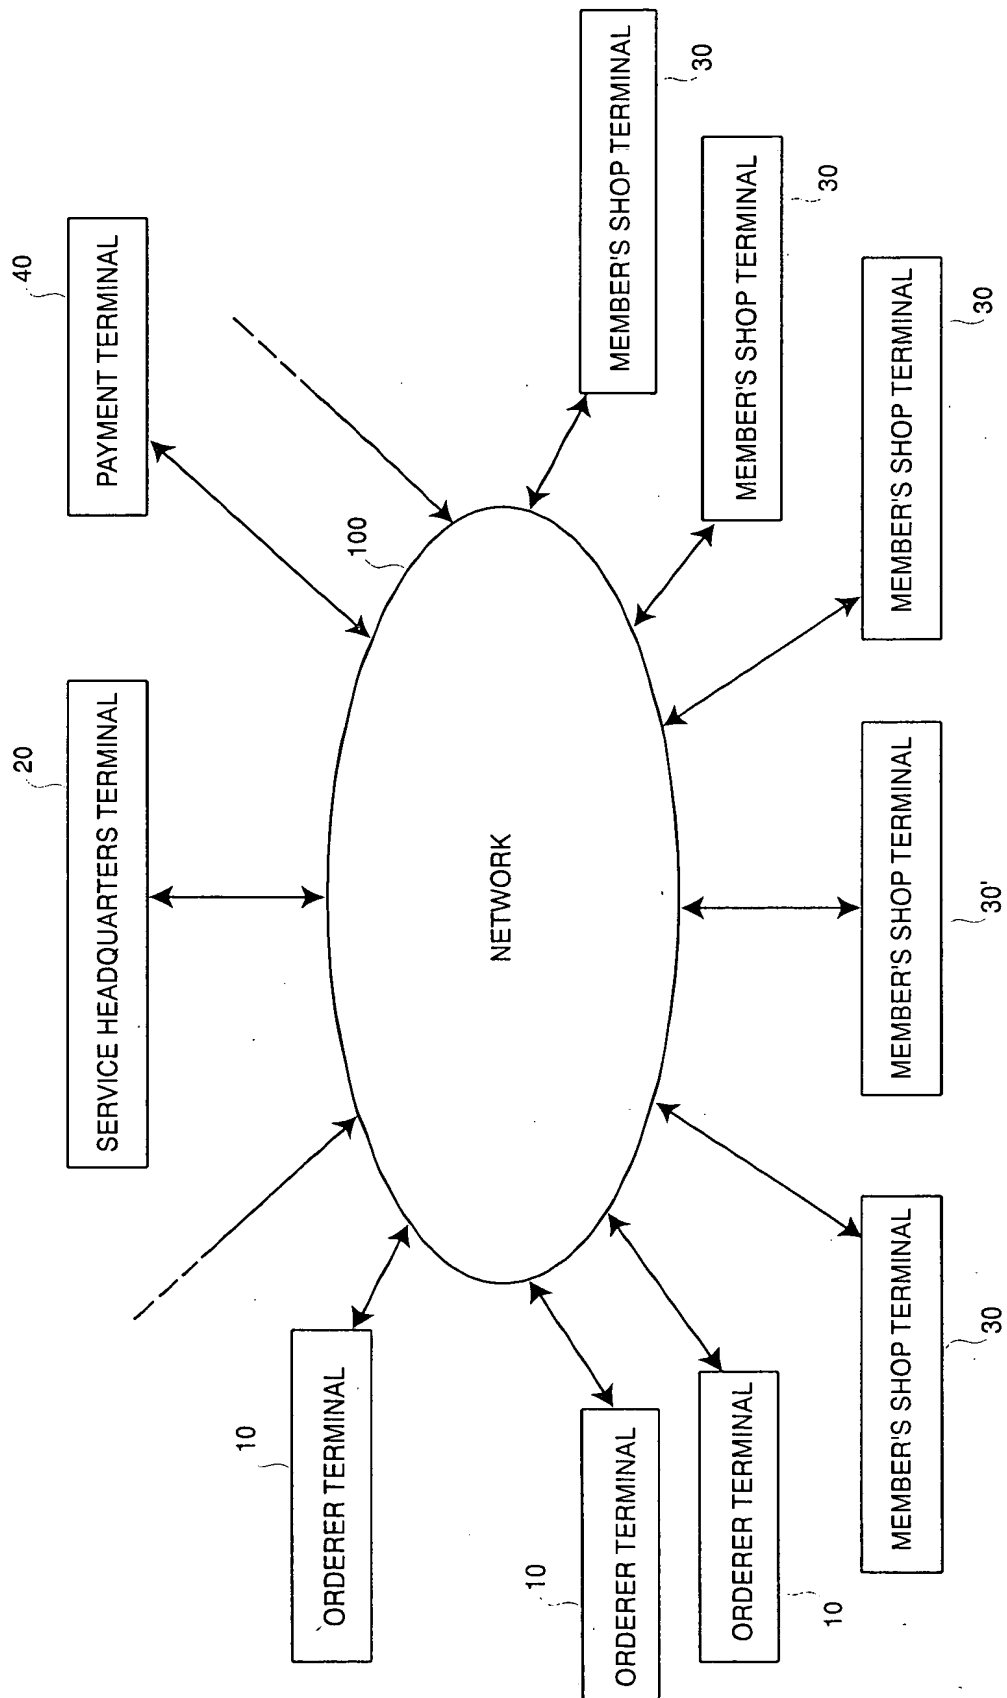 20
SERVICE HEADQUARTERS TERMINAL
40
PAYMENT TERMINAL
10
ORDERER TERMINAL
100
NETWORK
10
ORDERER TERMINAL
MEMBER'S SHOP TERMINAL
30
ORDERER TERMINAL
10
MEMBER'S SHOP TERMINAL
30
MEMBER'S SHOP TERMINAL
30
MEMBER'S SHOP TERMINAL
30'
MEMBER'S SHOP TERMINAL
30